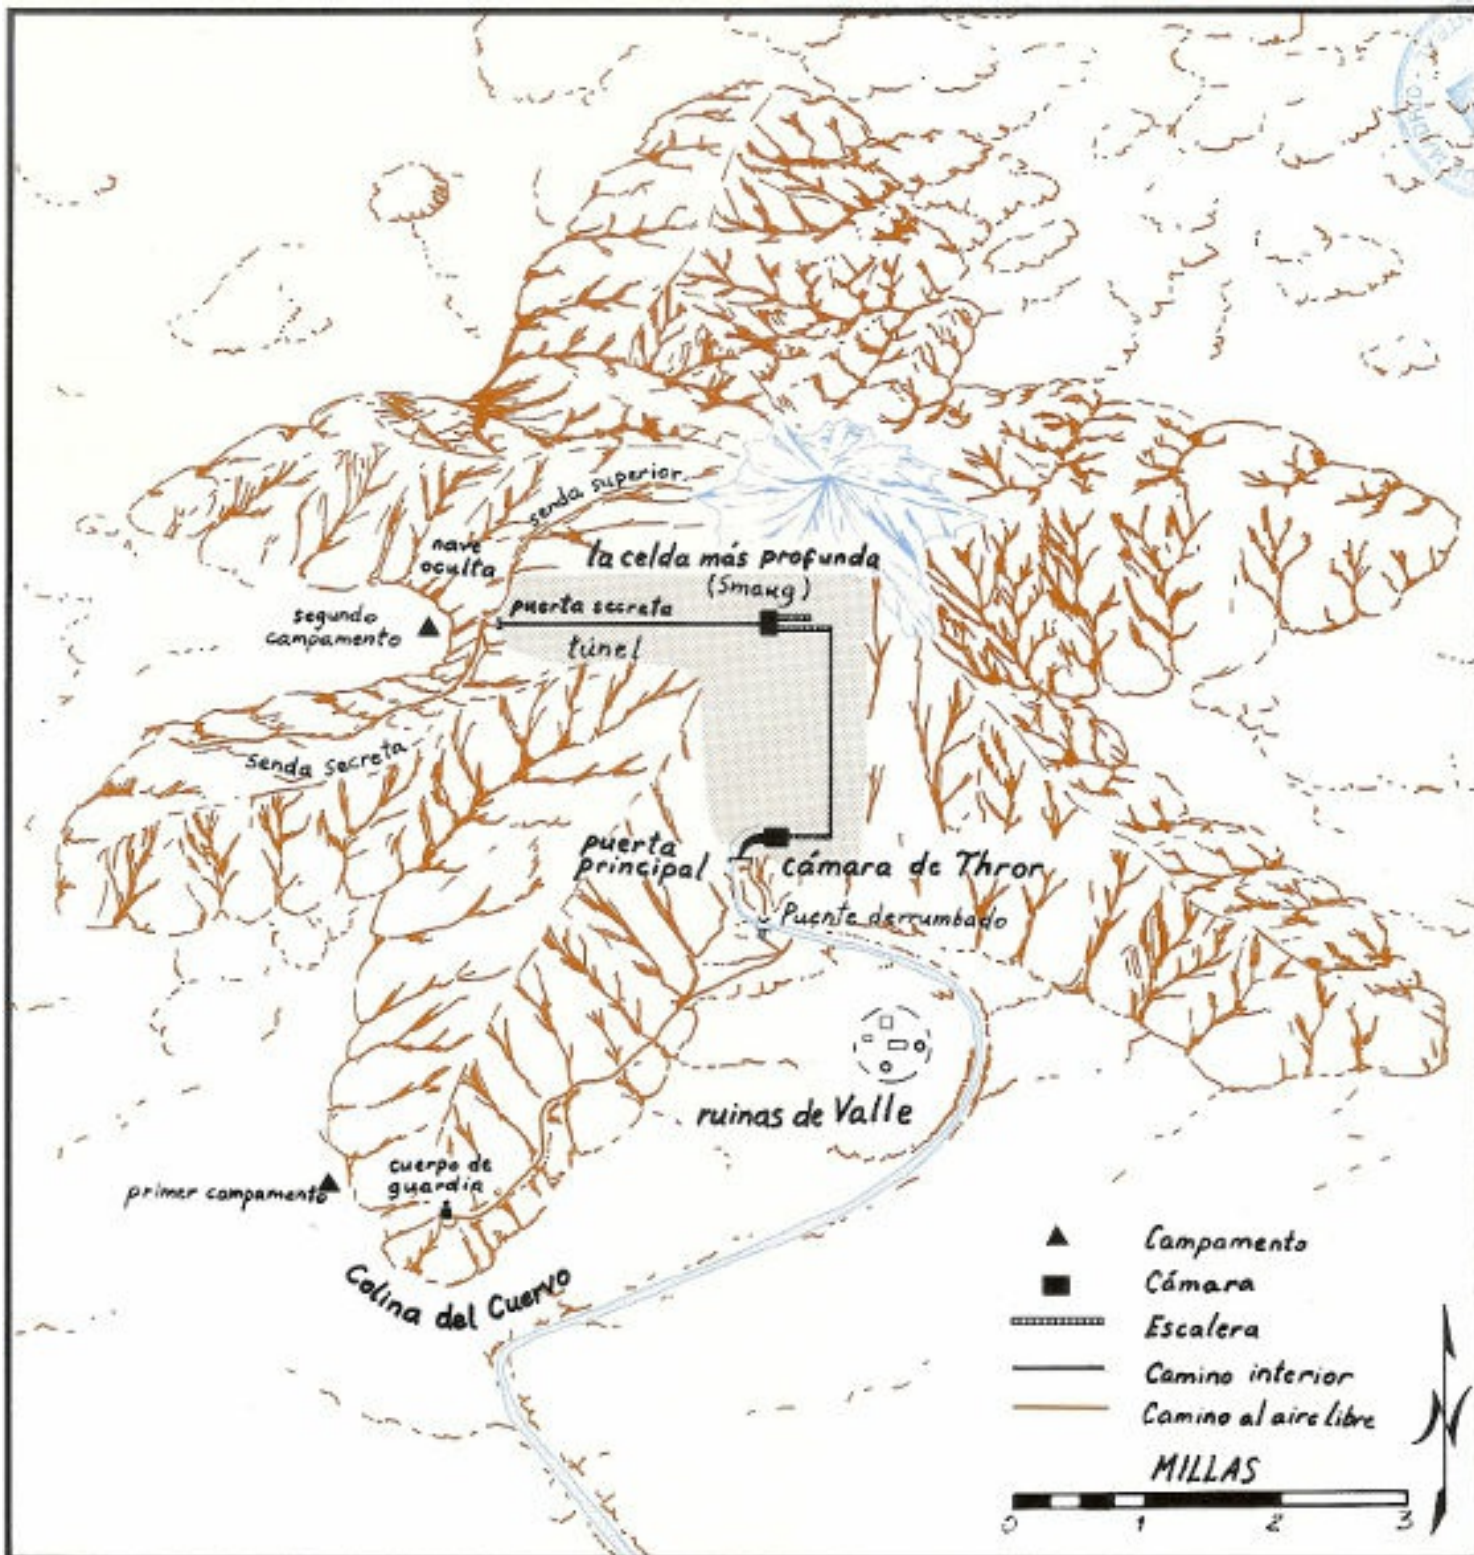 senda superior
nave
oculta
la celda más profunda
(Smaug)
segundo
campamento
puerta secreta
túnel
senda secreta
puerta
principal
cámara de Thror
Puente derrumbado
ruinas de Valle
cuerpo de
guardia
primer campamento
Colina del Cuervo
Campamento
Cámara
Escalera
Camino interior
Camino al aire libre
N
MILLAS
0 1 2 3